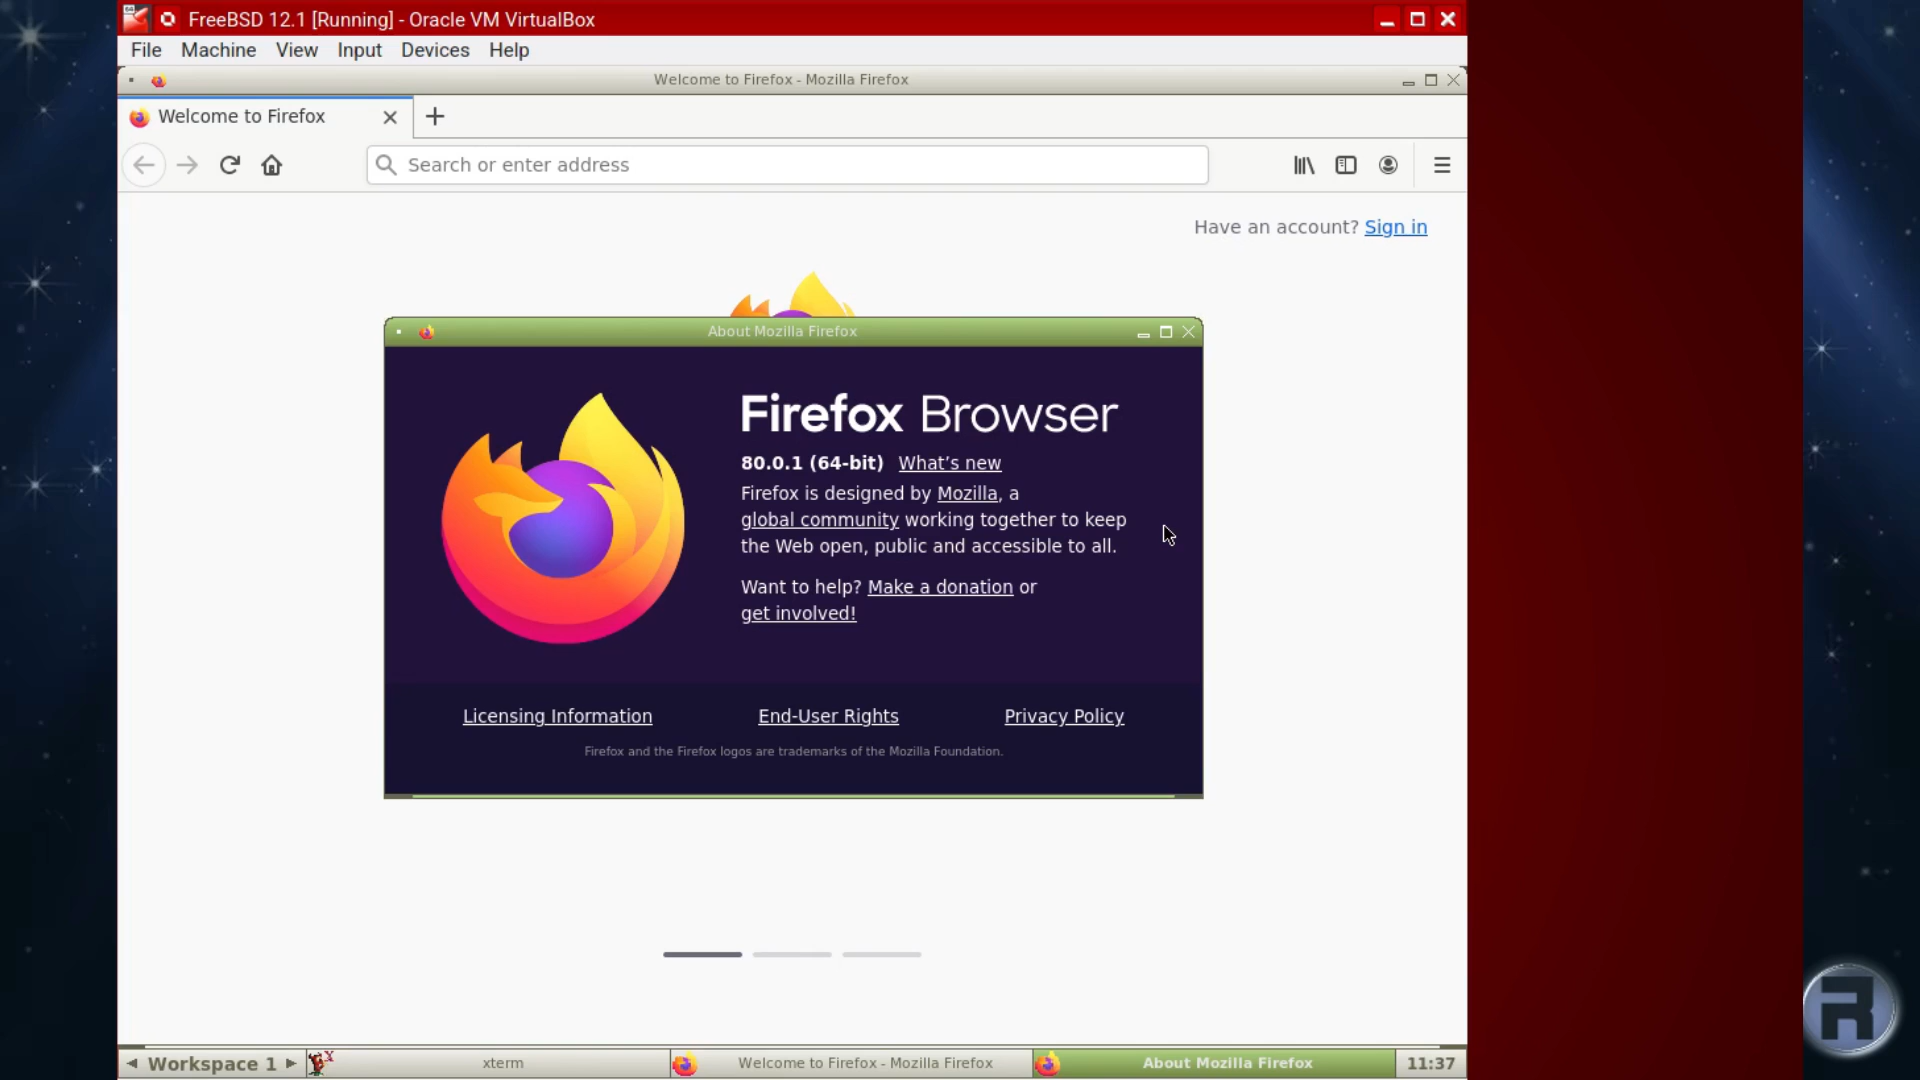 FreeBSD 12.1 [Running] - Oracle VM VirtualBox
File Machine View Input Devices Help
Welcome to Firefox - Mozilla Firefox
Welcome to Firefox
Search or enter address
Have an account? Sign in
About Mozilla Firefox
Firefox Browser
80.0.1 (64-bit) What's new
Firefox is designed by Mozilla, a
global community working together to keep
the Web open, public and accessible to all.
Want to help? Make a donation or
get involved!
Licensing Information End-User Rights Privacy Policy
Firefox and the Firefox logos are trademarks of the Mozilla Foundation.
Workspace 1 xterm Welcome to Firefox - Mozilla Firefox About Mozilla Firefox 11:37